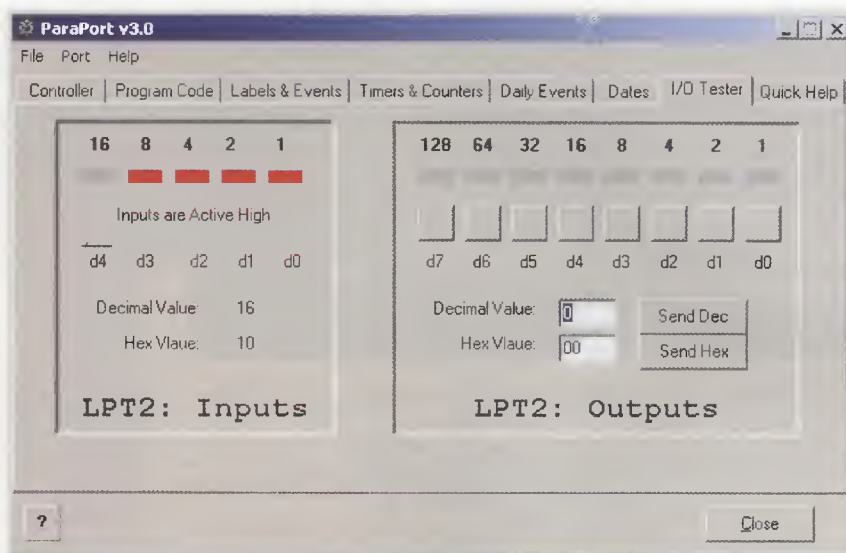 ParaPort v3.0
File Port Help
Controller Program Code Labels & Events Timers & Counters Daily Events Dates I/O Tester Quick Help
16 8 4 2 1
Inputs are Active High
d4 d3 d2 d1 d0
Decimal Value: 16
Hex Vlaue: 10
LPT2: Inputs
128 64 32 16 8 4 2 1
d7 d6 d5 d4 d3 d2 d1 d0
Decimal Value: 0 Send Dec
Hex Vlaue: 00 Send Hex
LPT2: Outputs
? Close